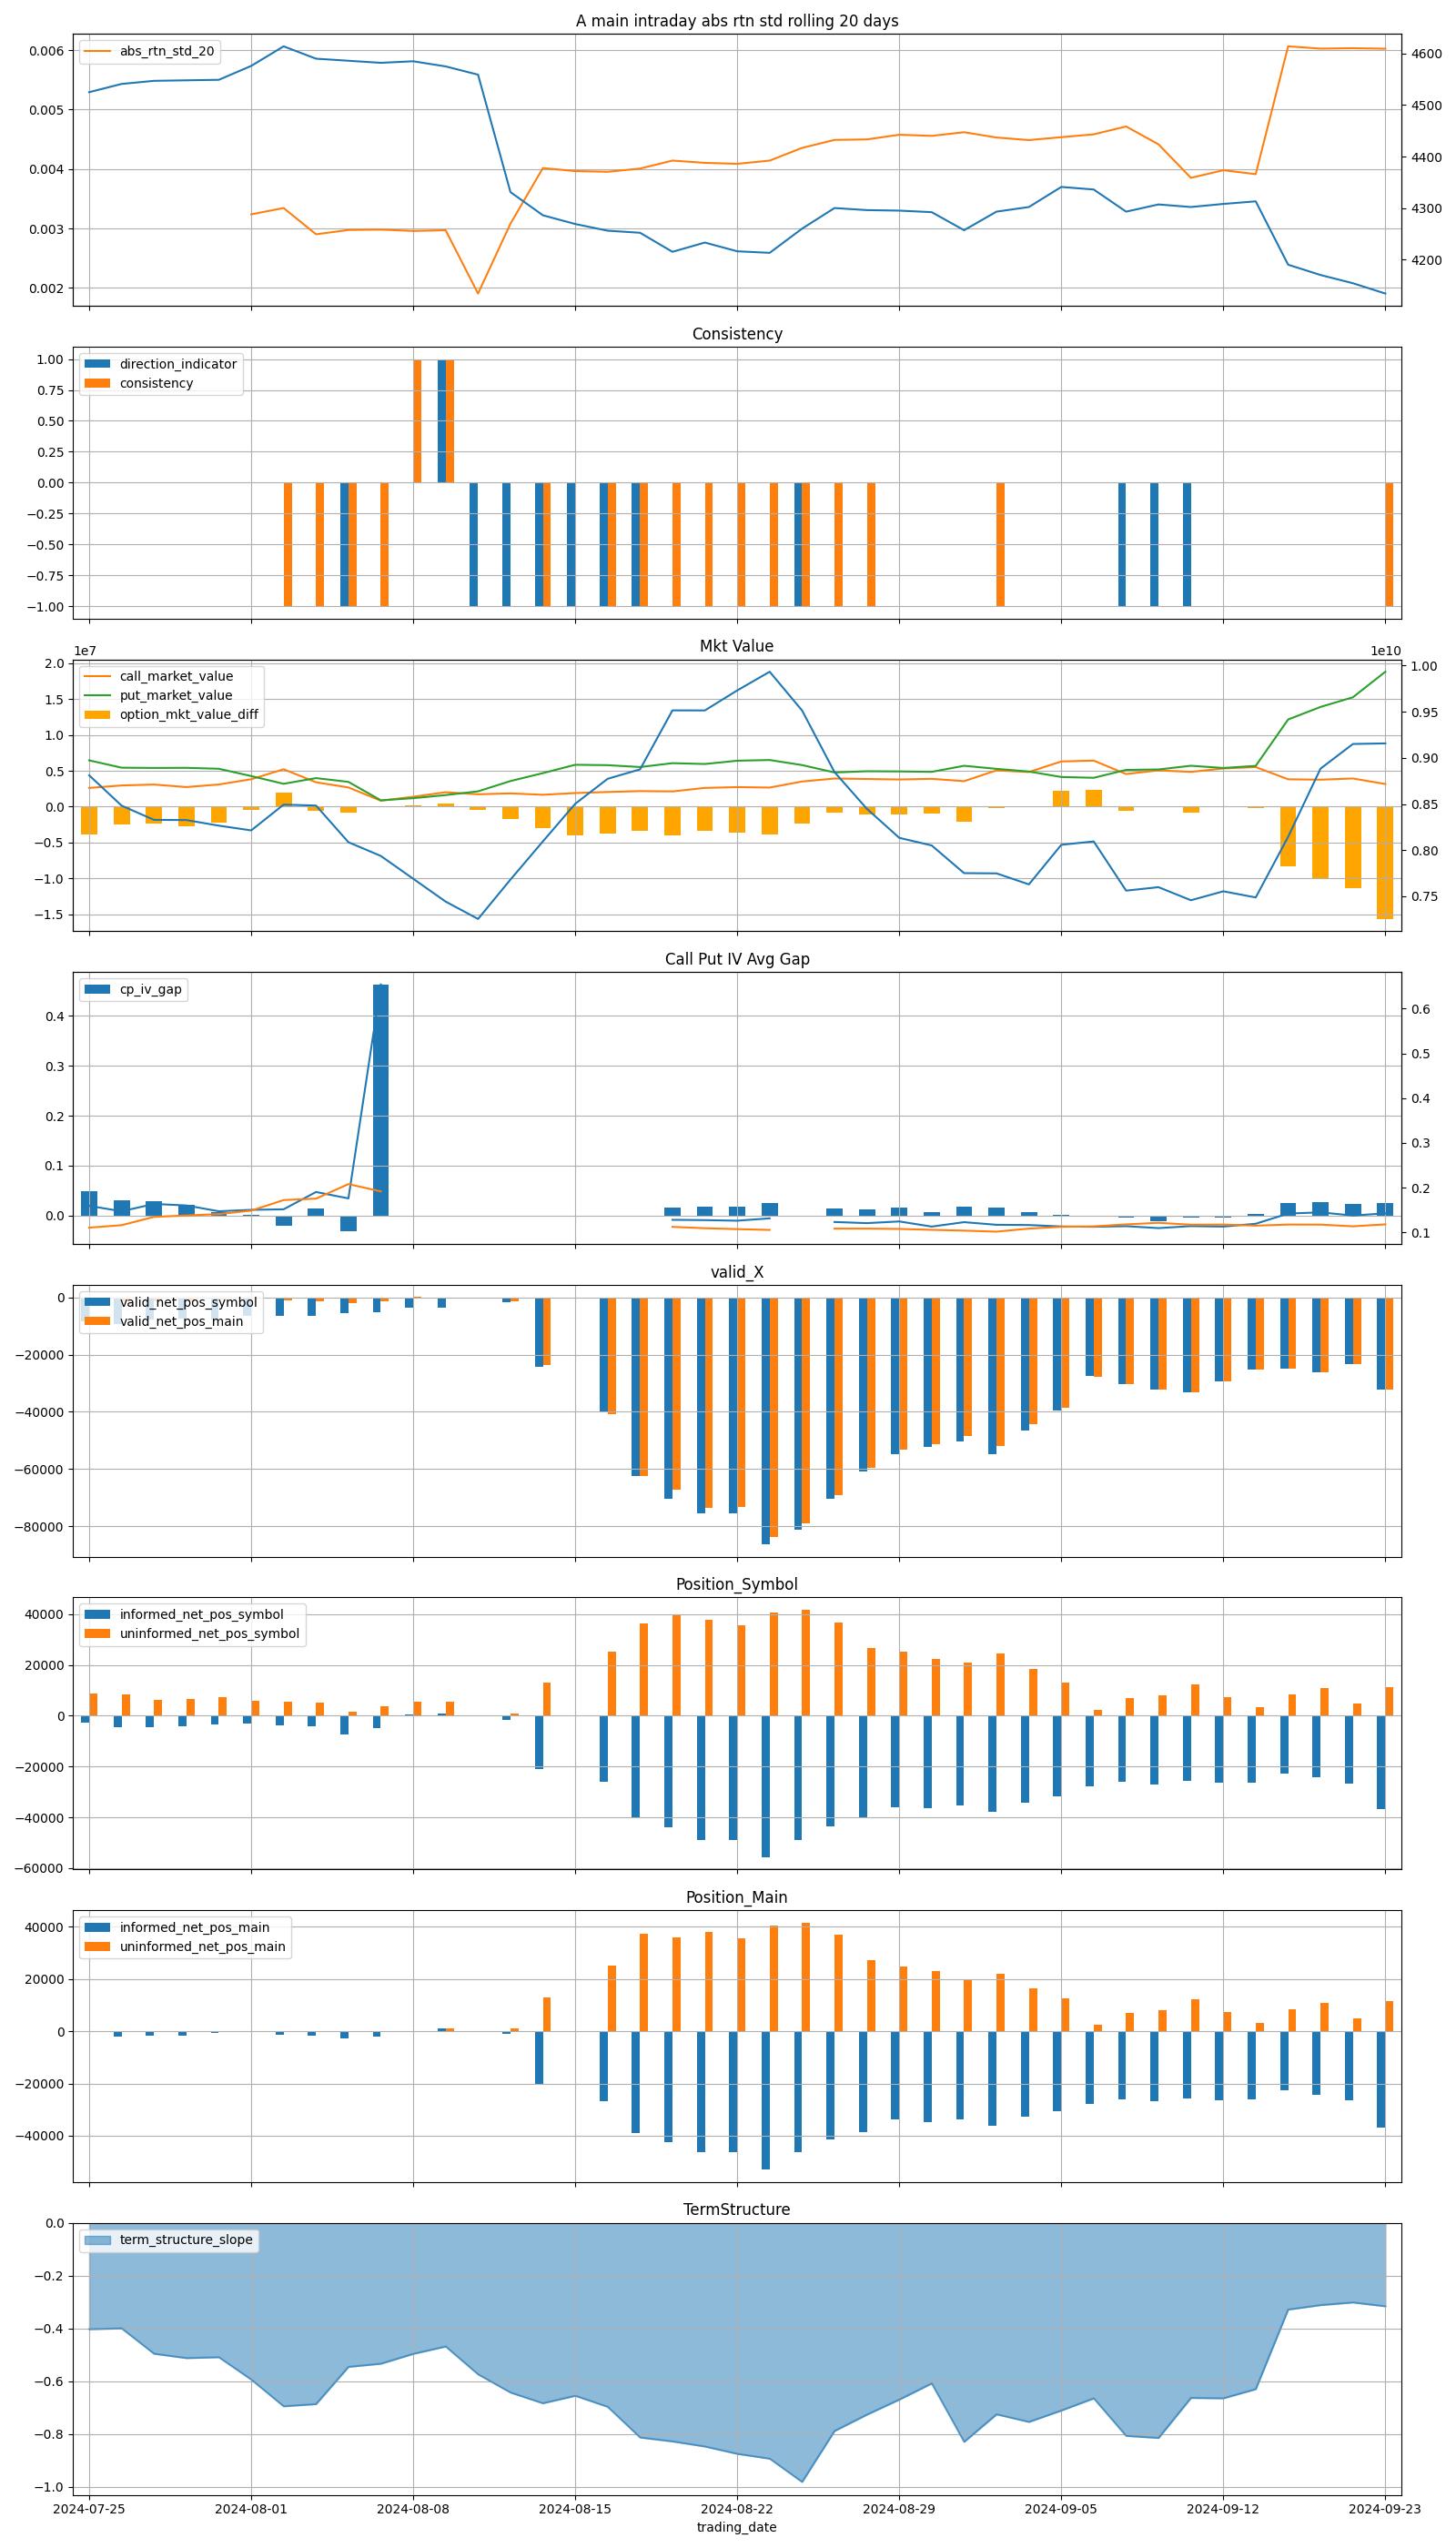 A main intraday abs rtn std rolling 20 days
abs_rtn_std_20
0.006
0.005
0.004
0.003
0.002
4600
4500
4400
4300
4200
Consistency
direction_indicator
consistency
1.00
0.75
0.50
0.25
0.00
−0.25
−0.50
−0.75
−1.00
Mkt Value
1e7
1e10
call_market_value
put_market_value
option_mkt_value_diff
2.0
1.5
1.0
0.5
0.0
−0.5
−1.0
−1.5
1.00
0.95
0.90
0.85
0.80
0.75
Call Put IV Avg Gap
cp_iv_gap
0.4
0.3
0.2
0.1
0.0
0.6
0.5
0.4
0.3
0.2
0.1
valid_X
valid_net_pos_symbol
valid_net_pos_main
0
−20000
−40000
−60000
−80000
Position_Symbol
informed_net_pos_symbol
uninformed_net_pos_symbol
40000
20000
0
−20000
−40000
−60000
Position_Main
informed_net_pos_main
uninformed_net_pos_main
40000
20000
0
−20000
−40000
TermStructure
term_structure_slope
0.0
−0.2
−0.4
−0.6
−0.8
−1.0
2024-07-25 2024-08-01 2024-08-08 2024-08-15 2024-08-22 2024-08-29 2024-09-05 2024-09-12 2024-09-23
trading_date